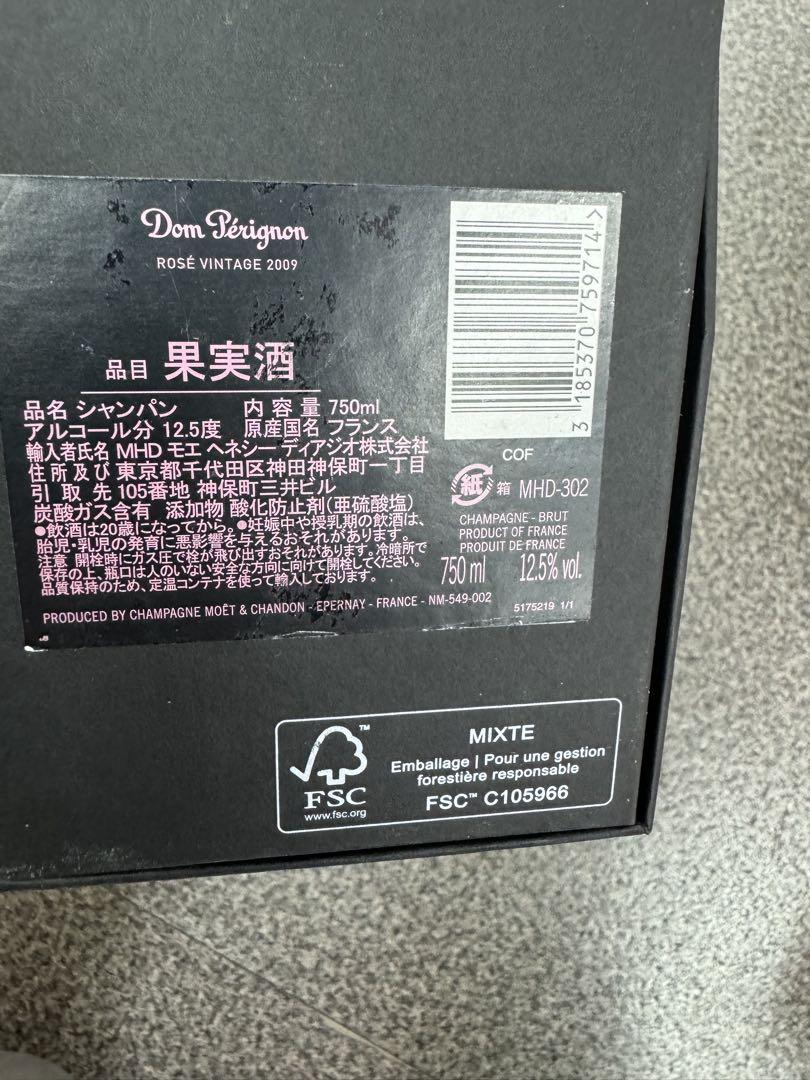 Dom Pérignon
ROSÉ VINTAGE 2009
品目 果実酒
品名 シャンパン 内容量 750ml
アルコール分 12.5度 原産国名 フランス
輸入者氏名 MHD モエ ヘネシー ディアジオ株式会社
住所及び 東京都千代田区神田神保町一丁目
引取先 105番地 神保町三井ビル
炭酸ガス含有 添加物 酸化防止剤(亜硫酸塩)
●飲酒は20歳になってから。●妊娠中や授乳期の飲酒は、
胎児・乳児の発育に悪影響を与えるおそれがあります。
注意 開栓時にガス圧で栓が飛び出すおそれがあります。冷暗所で
保存の上、瓶口は人のいない安全な方向に向けて開栓してください。
品質保持のため、定温コンテナを使って輸入しております。
PRODUCED BY CHAMPAGNE MOËT & CHANDON - EPERNAY - FRANCE - NM-549-002
3 185370 759714 >
COF
紙 箱 MHD-302
CHAMPAGNE - BRUT
PRODUCT OF FRANCE
PRODUIT DE FRANCE
750 ml 12.5% vol.
5175219 1/1
FSC
www.fsc.org
MIXTE
Emballage | Pour une gestion
forestière responsable
FSC™ C105966